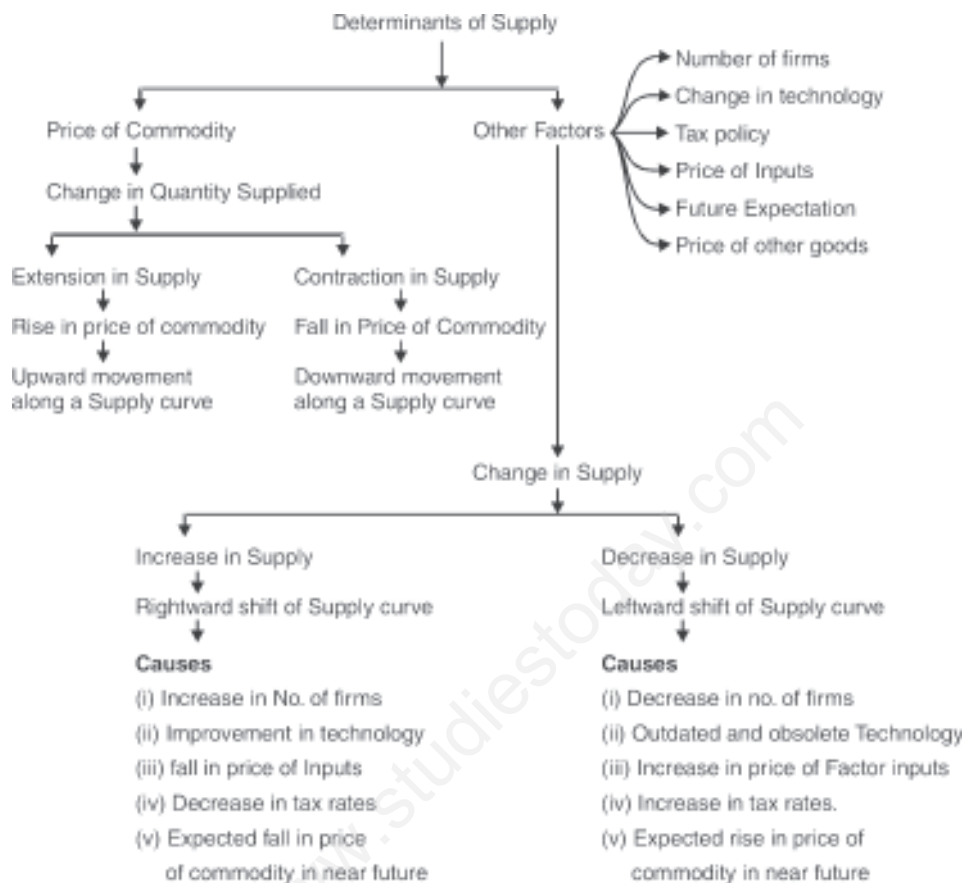 Determinants of Supply
Number of firms
Change in technology
Tax policy
Price of Inputs
Future Expectation
Price of other goods
Price of Commodity
Other Factors
Change in Quantity Supplied
Extension in Supply
Contraction in Supply
Rise in price of commodity
Fall in Price of Commodity
Upward movement
along a Supply curve
Downward movement
along a Supply curve
Change in Supply
Increase in Supply
Rightward shift of Supply curve
Causes
(i) Increase in No. of firms
(ii) Improvement in technology
(iii) fall in price of Inputs
(iv) Decrease in tax rates
(v) Expected fall in price
of commodity in near future
Decrease in Supply
Leftward shift of Supply curve
Causes
(i) Decrease in no. of firms
(ii) Outdated and obsolete Technology
(iii) Increase in price of Factor inputs
(iv) Increase in tax rates.
(v) Expected rise in price of
commodity in near future
www.studiestoday.com